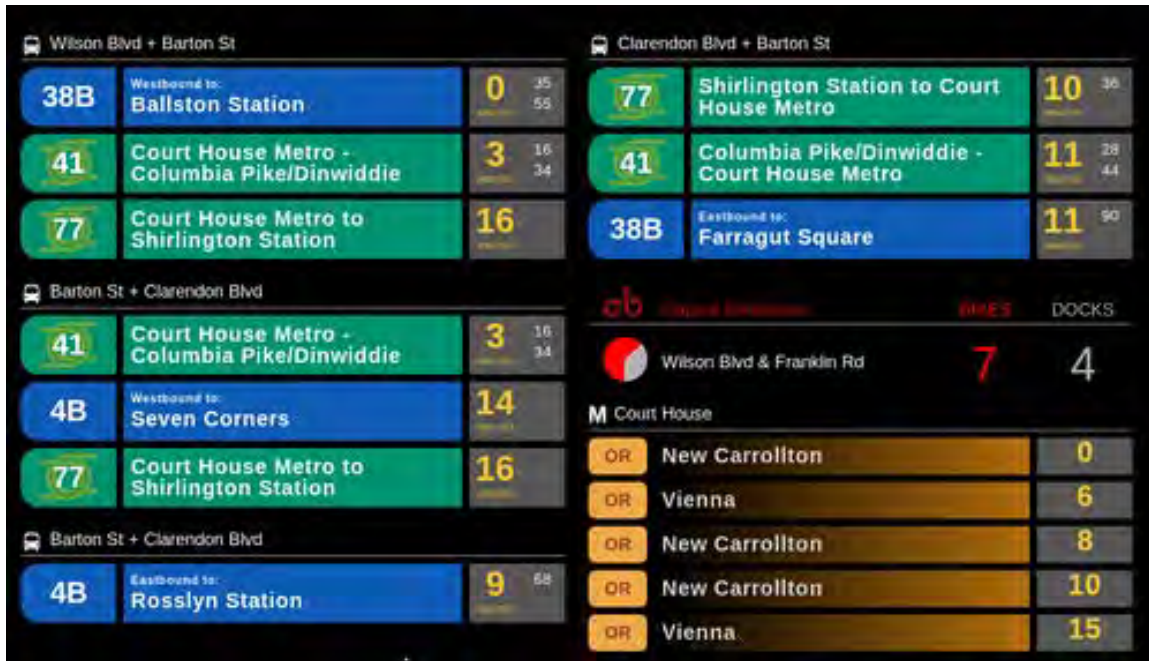 Wilson Blvd + Barton St
38B
Westbound to:
Ballston Station
0
35
55
41
Court House Metro -
Columbia Pike/Dinwiddie
3
16
34
77
Court House Metro to
Shirlington Station
16
Barton St + Clarendon Blvd
41
Court House Metro -
Columbia Pike/Dinwiddie
3
16
34
4B
Westbound to:
Seven Corners
14
77
Court House Metro to
Shirlington Station
16
Barton St + Clarendon Blvd
4B
Eastbound to:
Rosslyn Station
9
68
Clarendon Blvd + Barton St
77
Shirlington Station to Court
House Metro
10
36
41
Columbia Pike/Dinwiddie -
Court House Metro
11
28
44
38B
Eastbound to:
Farragut Square
11
90
cb
BIKES
DOCKS
Wilson Blvd & Franklin Rd
7
4
M Court House
OR
New Carrollton
0
OR
Vienna
6
OR
New Carrollton
8
OR
New Carrollton
10
OR
Vienna
15